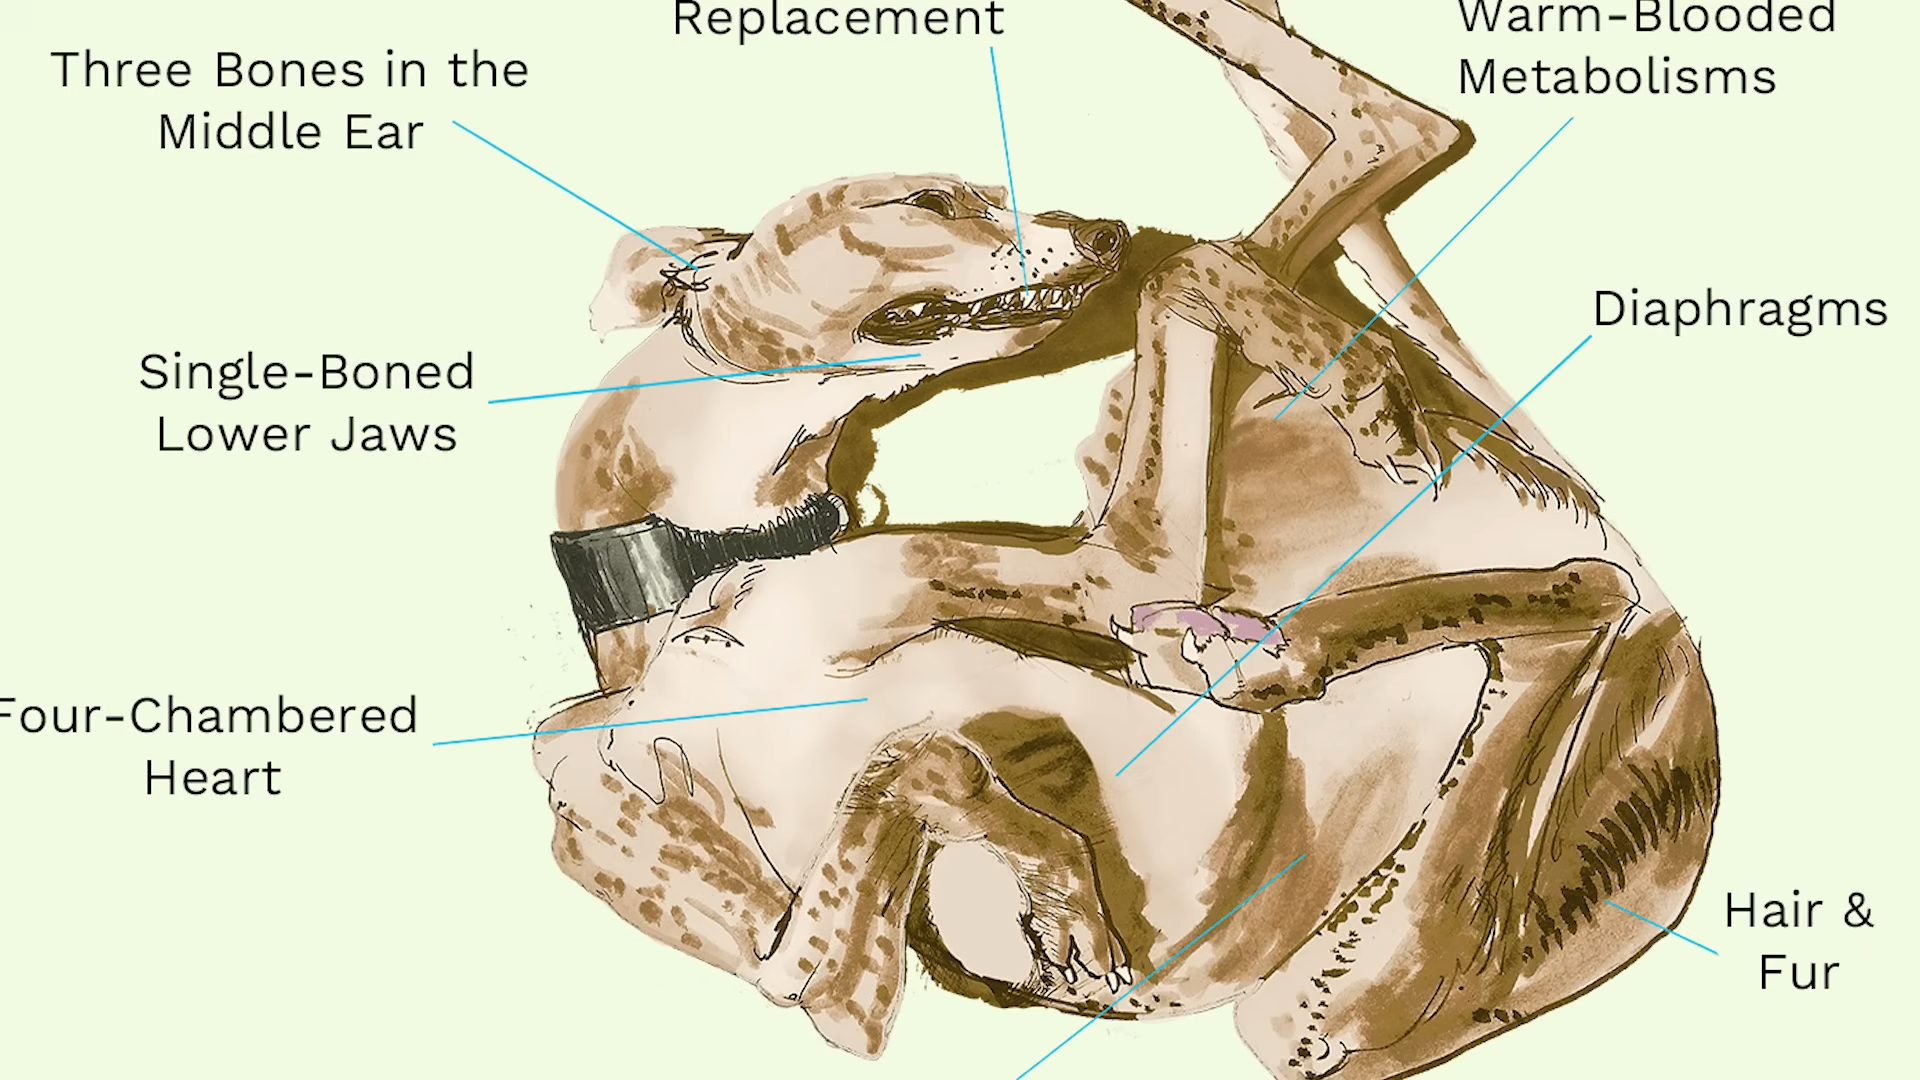 Replacement
Warm-Blooded
Metabolisms
Three Bones in the
Middle Ear
Diaphragms
Single-Boned
Lower Jaws
Four-Chambered
Heart
Hair &
Fur